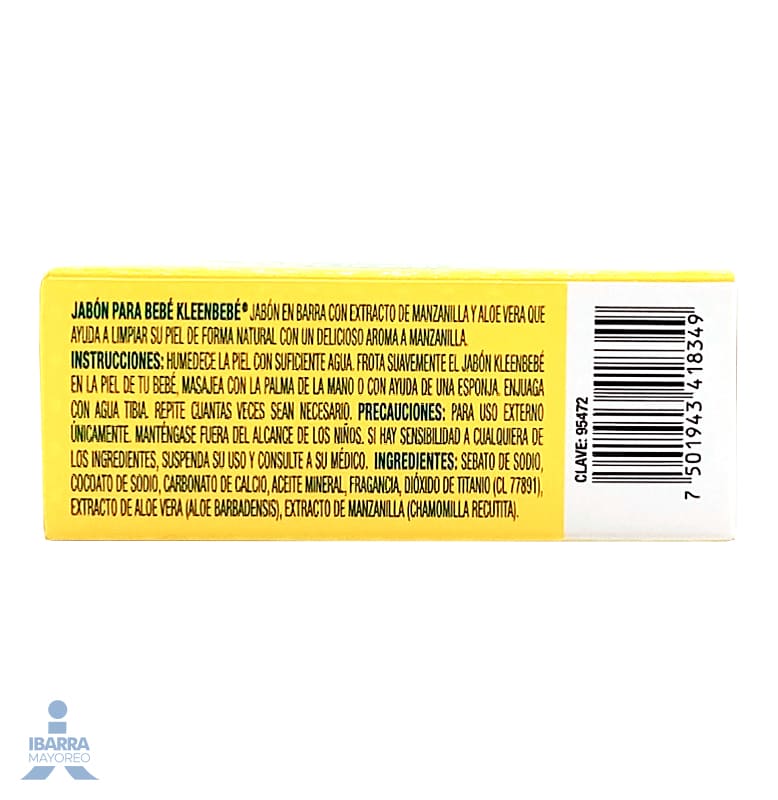 JABÓN PARA BEBÉ KLEENBEBÉ® JABÓN EN BARRA CON EXTRACTO DE MANZANILLA Y ALOE VERA QUE
AYUDA A LIMPIAR SU PIEL DE FORMA NATURAL CON UN DELICIOSO AROMA A MANZANILLA.
INSTRUCCIONES: HUMEDECE LA PIEL CON SUFICIENTE AGUA. FROTA SUAVEMENTE EL JABÓN KLEENBEBÉ
EN LA PIEL DE TU BEBÉ, MASAJEA CON LA PALMA DE LA MANO O CON AYUDA DE UNA ESPONJA. ENJUAGA
CON AGUA TIBIA. REPITE CUANTAS VECES SEAN NECESARIO. PRECAUCIONES: PARA USO EXTERNO
ÚNICAMENTE. MANTÉNGASE FUERA DEL ALCANCE DE LOS NIÑOS. SI HAY SENSIBILIDAD A CUALQUIERA DE
LOS INGREDIENTES, SUSPENDA SU USO Y CONSULTE A SU MÉDICO. INGREDIENTES: SEBATO DE SODIO,
COCOATO DE SODIO, CARBONATO DE CALCIO, ACEITE MINERAL, FRAGANCIA, DIÓXIDO DE TITANIO (CL 77891),
EXTRACTO DE ALOE VERA (ALOE BARBADENSIS), EXTRACTO DE MANZANILLA (CHAMOMILLA RECUTITA).
CLAVE: 95472
7 501943 418349
IBARRA
MAYOREO